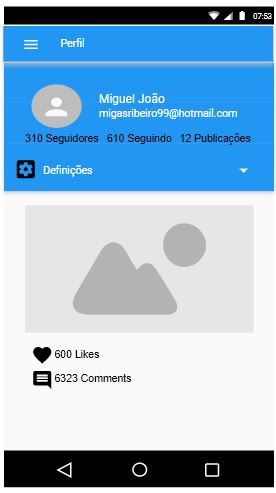 07:53
Perfil
Miguel João
migasribeiro99@hotmail.com
310 Seguidores 610 Seguindo 12 Publicações
Definições
600 Likes
6323 Comments